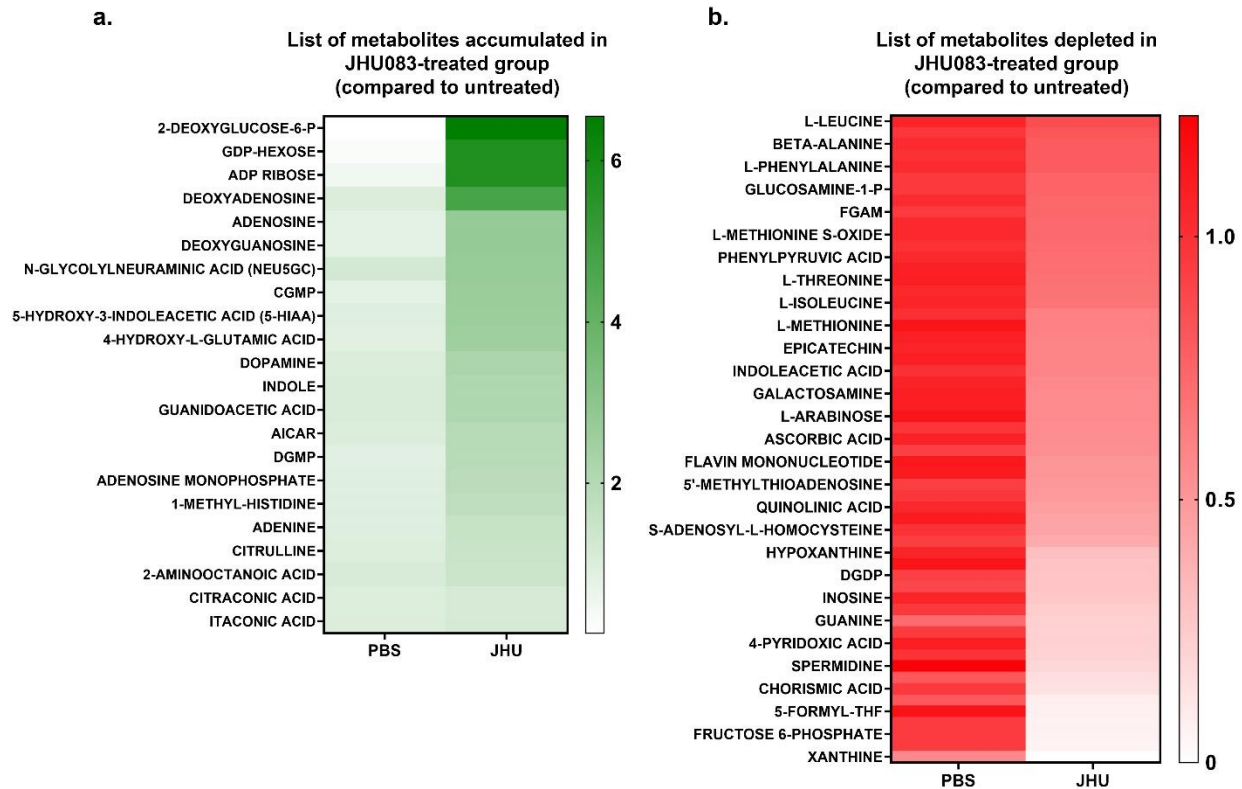 a.
List of metabolites accumulated in
JHU083-treated group
(compared to untreated)
2-DEOXYGLUCOSE-6-P
GDP-HEXOSE
ADP RIBOSE
DEOXYADENOSINE
ADENOSINE
DEOXYGUANOSINE
N-GLYCOLYLNEURAMINIC ACID (NEU5GC)
CGMP
5-HYDROXY-3-INDOLEACETIC ACID (5-HIAA)
4-HYDROXY-L-GLUTAMIC ACID
DOPAMINE
INDOLE
GUANIDOACETIC ACID
AICAR
DGMP
ADENOSINE MONOPHOSPHATE
1-METHYL-HISTIDINE
ADENINE
CITRULLINE
2-AMINOOCTANOIC ACID
CITRACONIC ACID
ITACONIC ACID
PBS
JHU
6
4
2
b.
List of metabolites depleted in
JHU083-treated group
(compared to untreated)
L-LEUCINE
BETA-ALANINE
L-PHENYLALANINE
GLUCOSAMINE-1-P
FGAM
L-METHIONINE S-OXIDE
PHENYLPYRUVIC ACID
L-THREONINE
L-ISOLEUCINE
L-METHIONINE
EPICATECHIN
INDOLEACETIC ACID
GALACTOSAMINE
L-ARABINOSE
ASCORBIC ACID
FLAVIN MONONUCLEOTIDE
5'-METHYLTHIOADENOSINE
QUINOLINIC ACID
S-ADENOSYL-L-HOMOCYSTEINE
HYPOXANTHINE
DGDP
INOSINE
GUANINE
4-PYRIDOXIC ACID
SPERMIDINE
CHORISMIC ACID
5-FORMYL-THF
FRUCTOSE 6-PHOSPHATE
XANTHINE
PBS
JHU
1.0
0.5
0